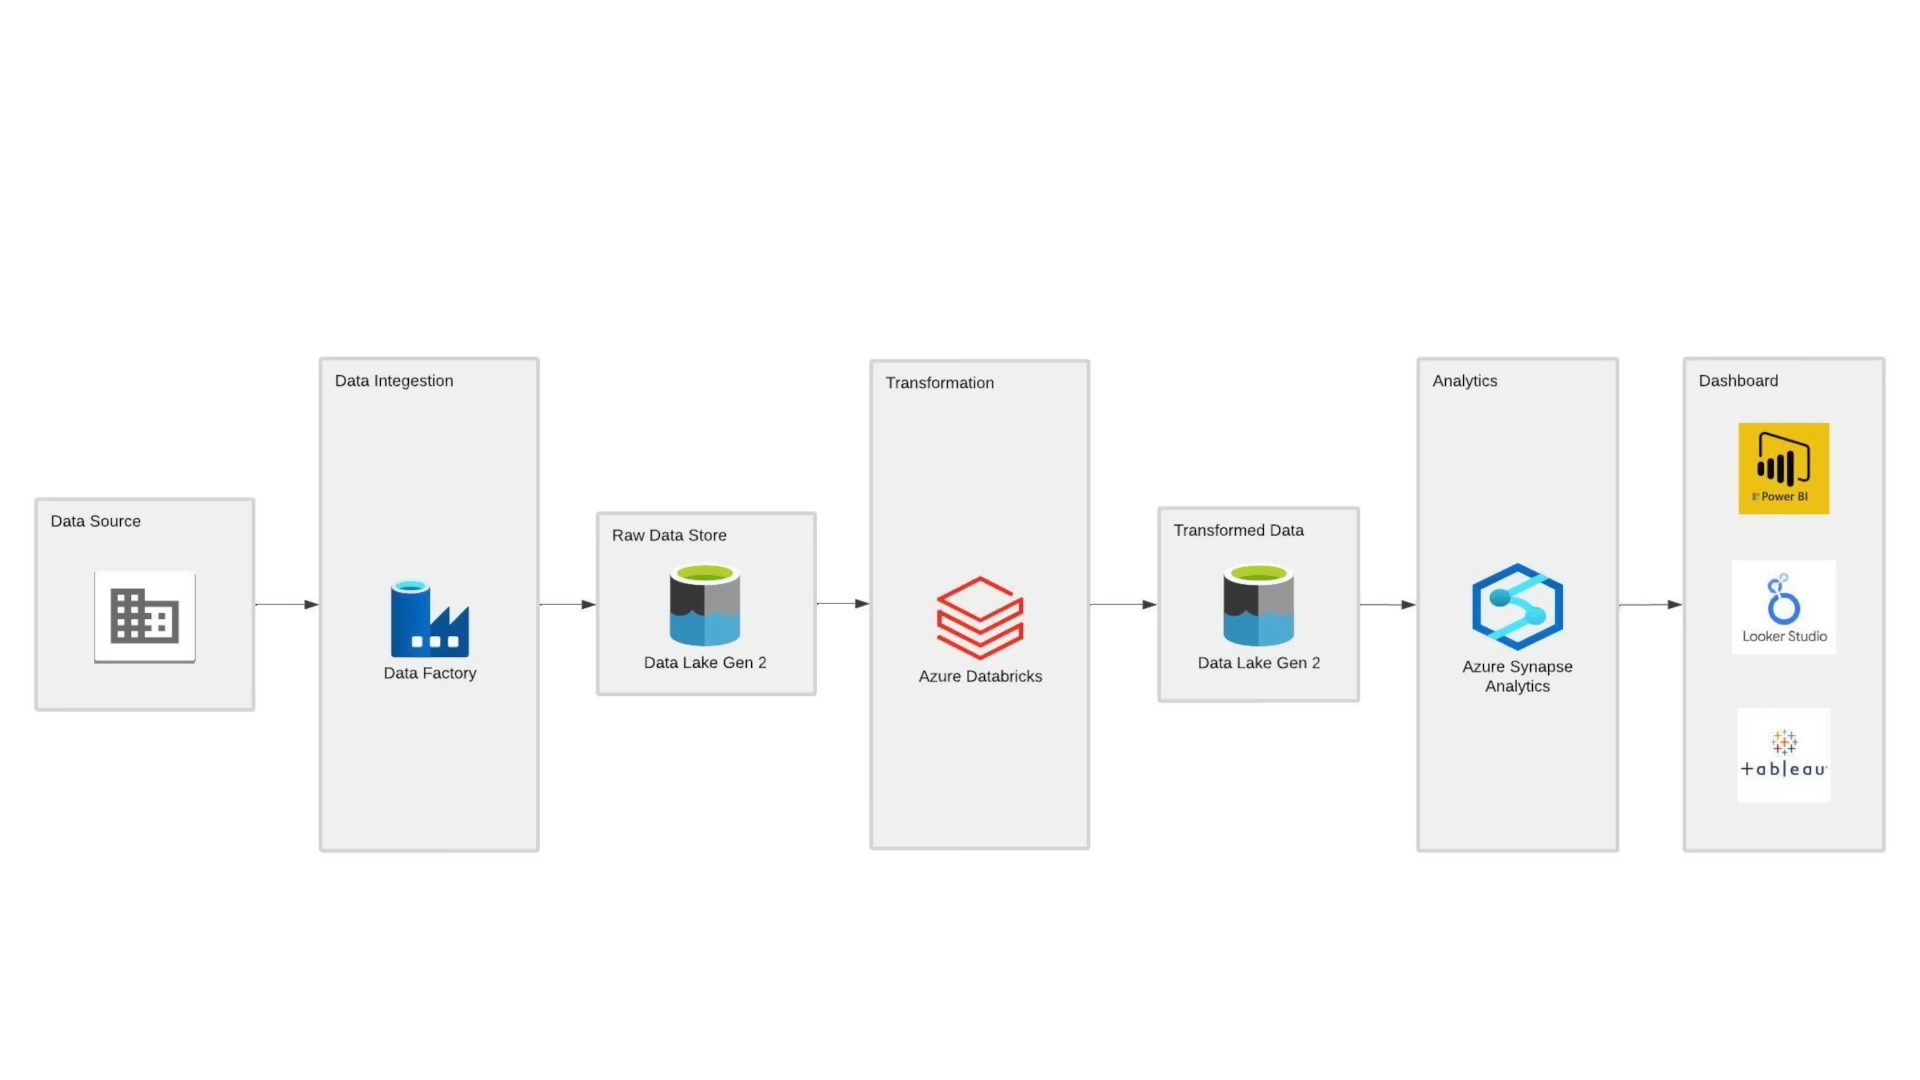 Data Source
Data Integestion
Data Factory
Raw Data Store
Data Lake Gen 2
Transformation
Azure Databricks
Transformed Data
Data Lake Gen 2
Analytics
Azure Synapse
Analytics
Dashboard
Power BI
Looker Studio
+ableau